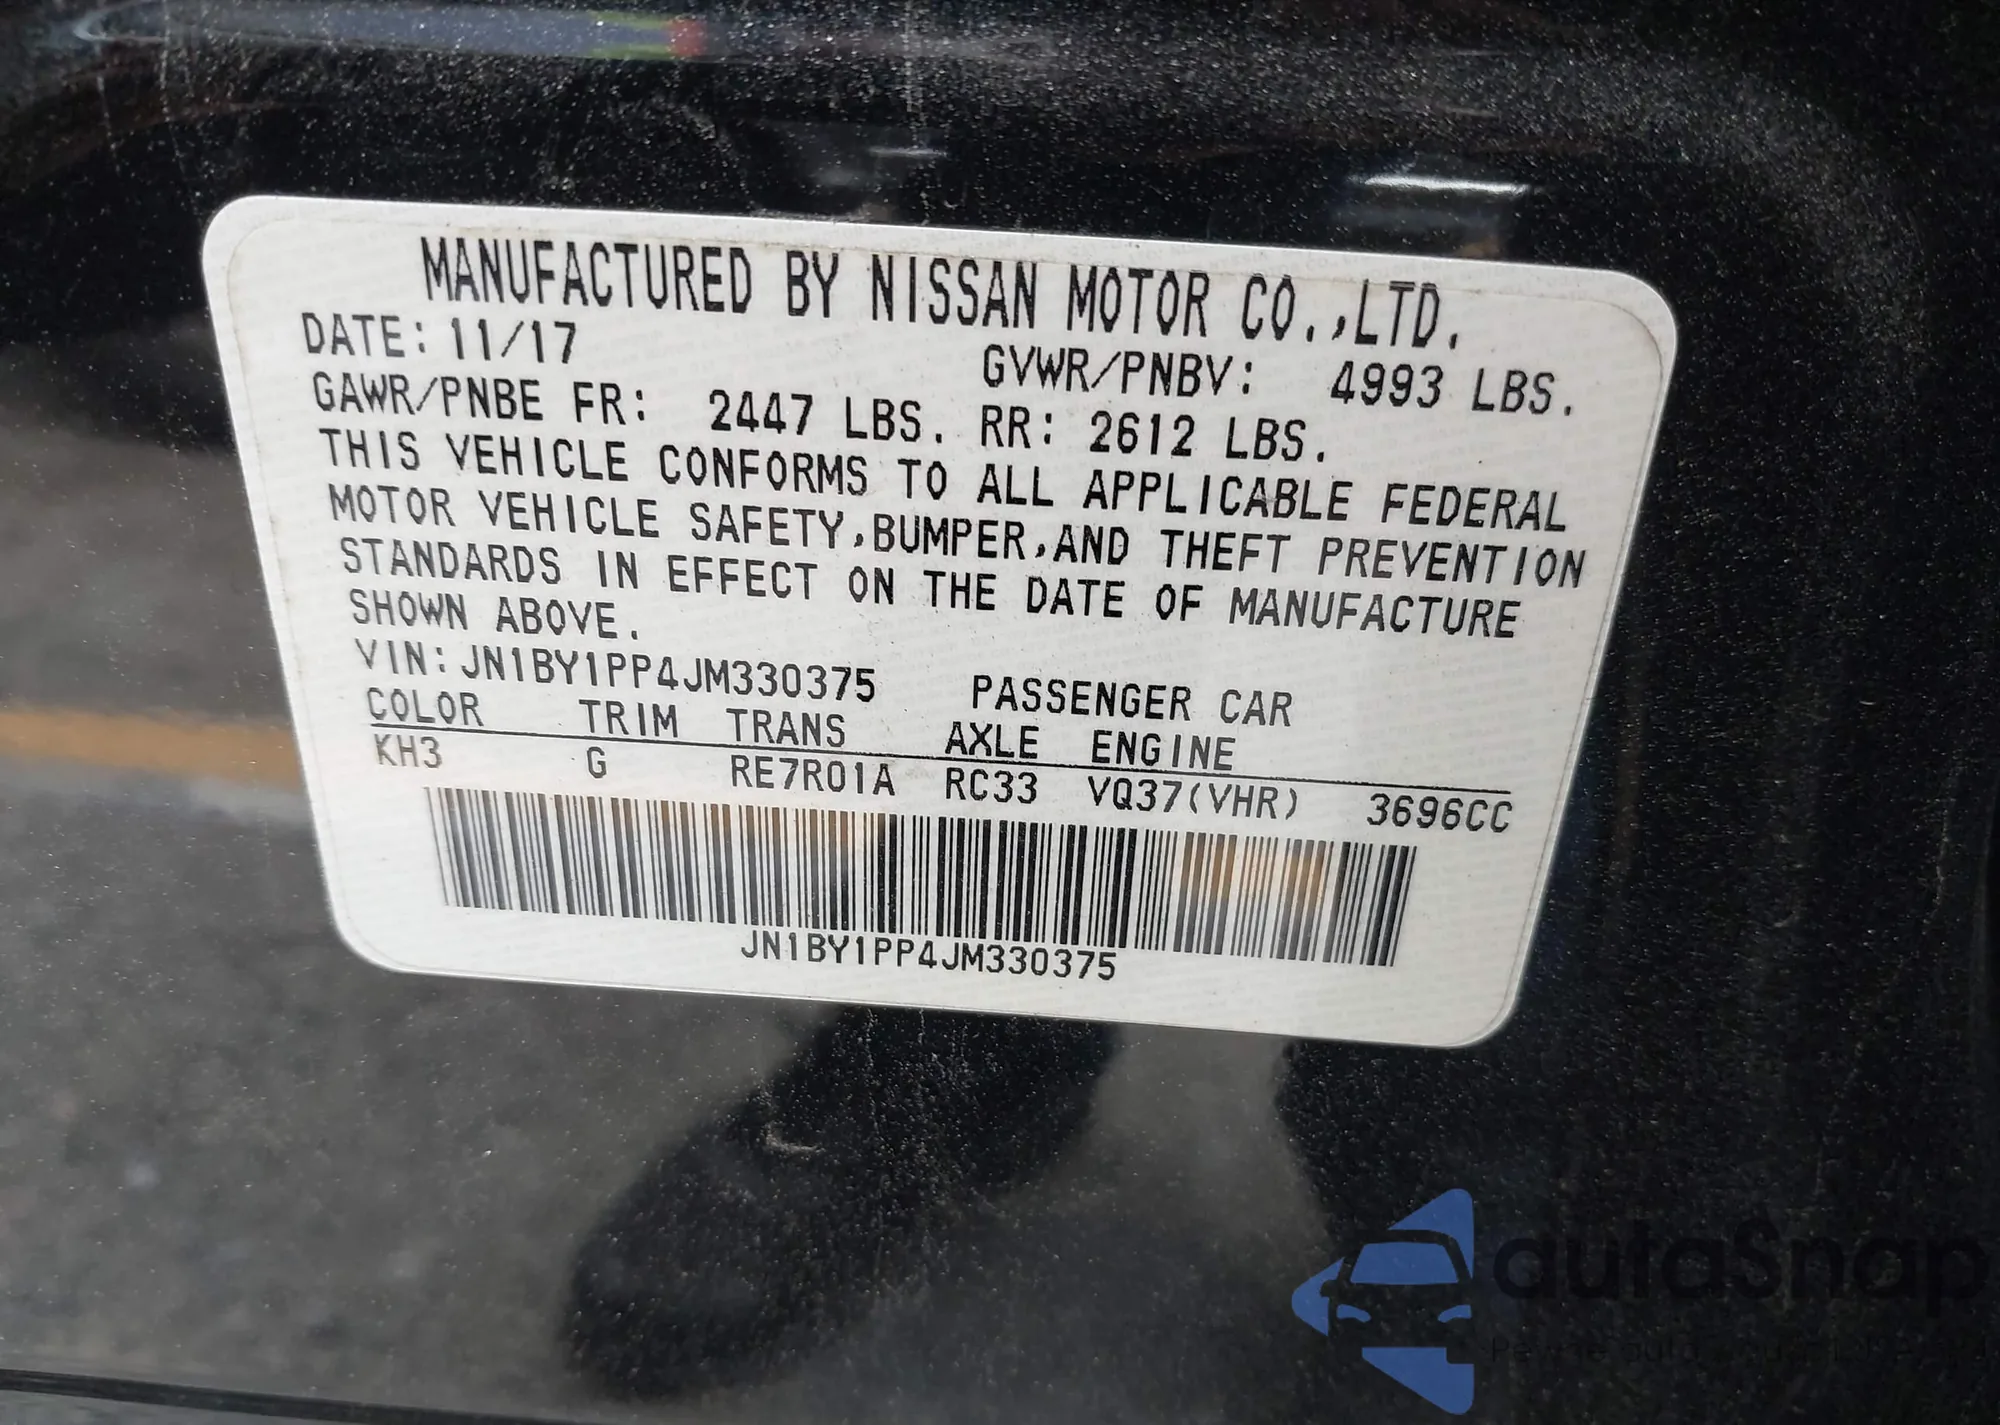 MANUFACTURED BY NISSAN MOTOR CO.,LTD.
DATE: 11/17
GVWR/PNBV: 4993 LBS.
GAWR/PNBE FR: 2447 LBS. RR: 2612 LBS.
THIS VEHICLE CONFORMS TO ALL APPLICABLE FEDERAL
MOTOR VEHICLE SAFETY,BUMPER,AND THEFT PREVENTION
STANDARDS IN EFFECT ON THE DATE OF MANUFACTURE
SHOWN ABOVE.
VIN:JN1BY1PP4JM330375 PASSENGER CAR
COLOR TRIM TRANS AXLE ENGINE
KH3 G RE7R01A RC33 VQ37(VHR) 3696CC
JN1BY1PP4JM330375
autaSnap